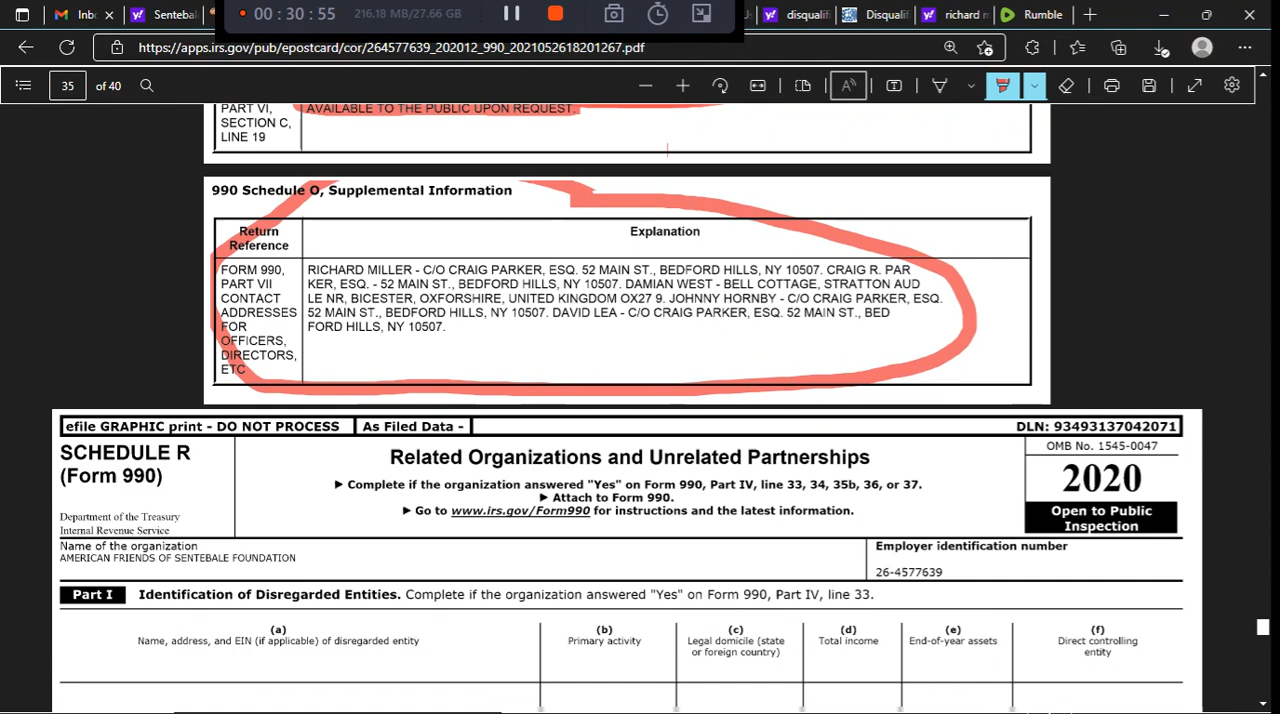 Inbo
Sentebal
00 : 30 : 55
216.18 MB/27.66 GB
disqualifi
Disqualif
richard m
Rumble
https://apps.irs.gov/pub/epostcard/cor/264577639_202012_990_2021052618201267.pdf
35 of 40
PART VI,
SECTION C,
LINE 19
AVAILABLE TO THE PUBLIC UPON REQUEST
990 Schedule O, Supplemental Information
Return
Reference
Explanation
FORM 990,
PART VII
CONTACT
ADDRESSES
FOR
OFFICERS,
DIRECTORS,
ETC
RICHARD MILLER - C/O CRAIG PARKER, ESQ. 52 MAIN ST., BEDFORD HILLS, NY 10507. CRAIG R. PAR
KER, ESQ. - 52 MAIN ST., BEDFORD HILLS, NY 10507. DAMIAN WEST - BELL COTTAGE, STRATTON AUD
LE NR, BICESTER, OXFORSHIRE, UNITED KINGDOM OX27 9. JOHNNY HORNBY - C/O CRAIG PARKER, ESQ.
52 MAIN ST., BEDFORD HILLS, NY 10507. DAVID LEA - C/O CRAIG PARKER, ESQ. 52 MAIN ST., BED
FORD HILLS, NY 10507.
efile GRAPHIC print - DO NOT PROCESS
As Filed Data -
DLN: 93493137042071
SCHEDULE R
(Form 990)
Department of the Treasury
Internal Revenue Service
Related Organizations and Unrelated Partnerships
► Complete if the organization answered "Yes" on Form 990, Part IV, line 33, 34, 35b, 36, or 37.
► Attach to Form 990.
► Go to www.irs.gov/Form990 for instructions and the latest information.
OMB No. 1545-0047
2020
Open to Public
Inspection
Name of the organization
AMERICAN FRIENDS OF SENTEBALE FOUNDATION
Employer identification number
26-4577639
Part I Identification of Disregarded Entities. Complete if the organization answered "Yes" on Form 990, Part IV, line 33.
(a)
Name, address, and EIN (if applicable) of disregarded entity
(b)
Primary activity
(c)
Legal domicile (state
or foreign country)
(d)
Total income
(e)
End-of-year assets
(f)
Direct controlling
entity